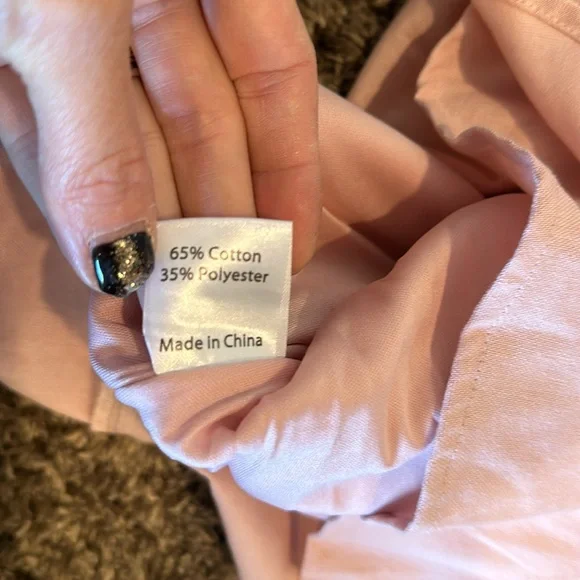 65% Cotton
35% Polyester
Made in China